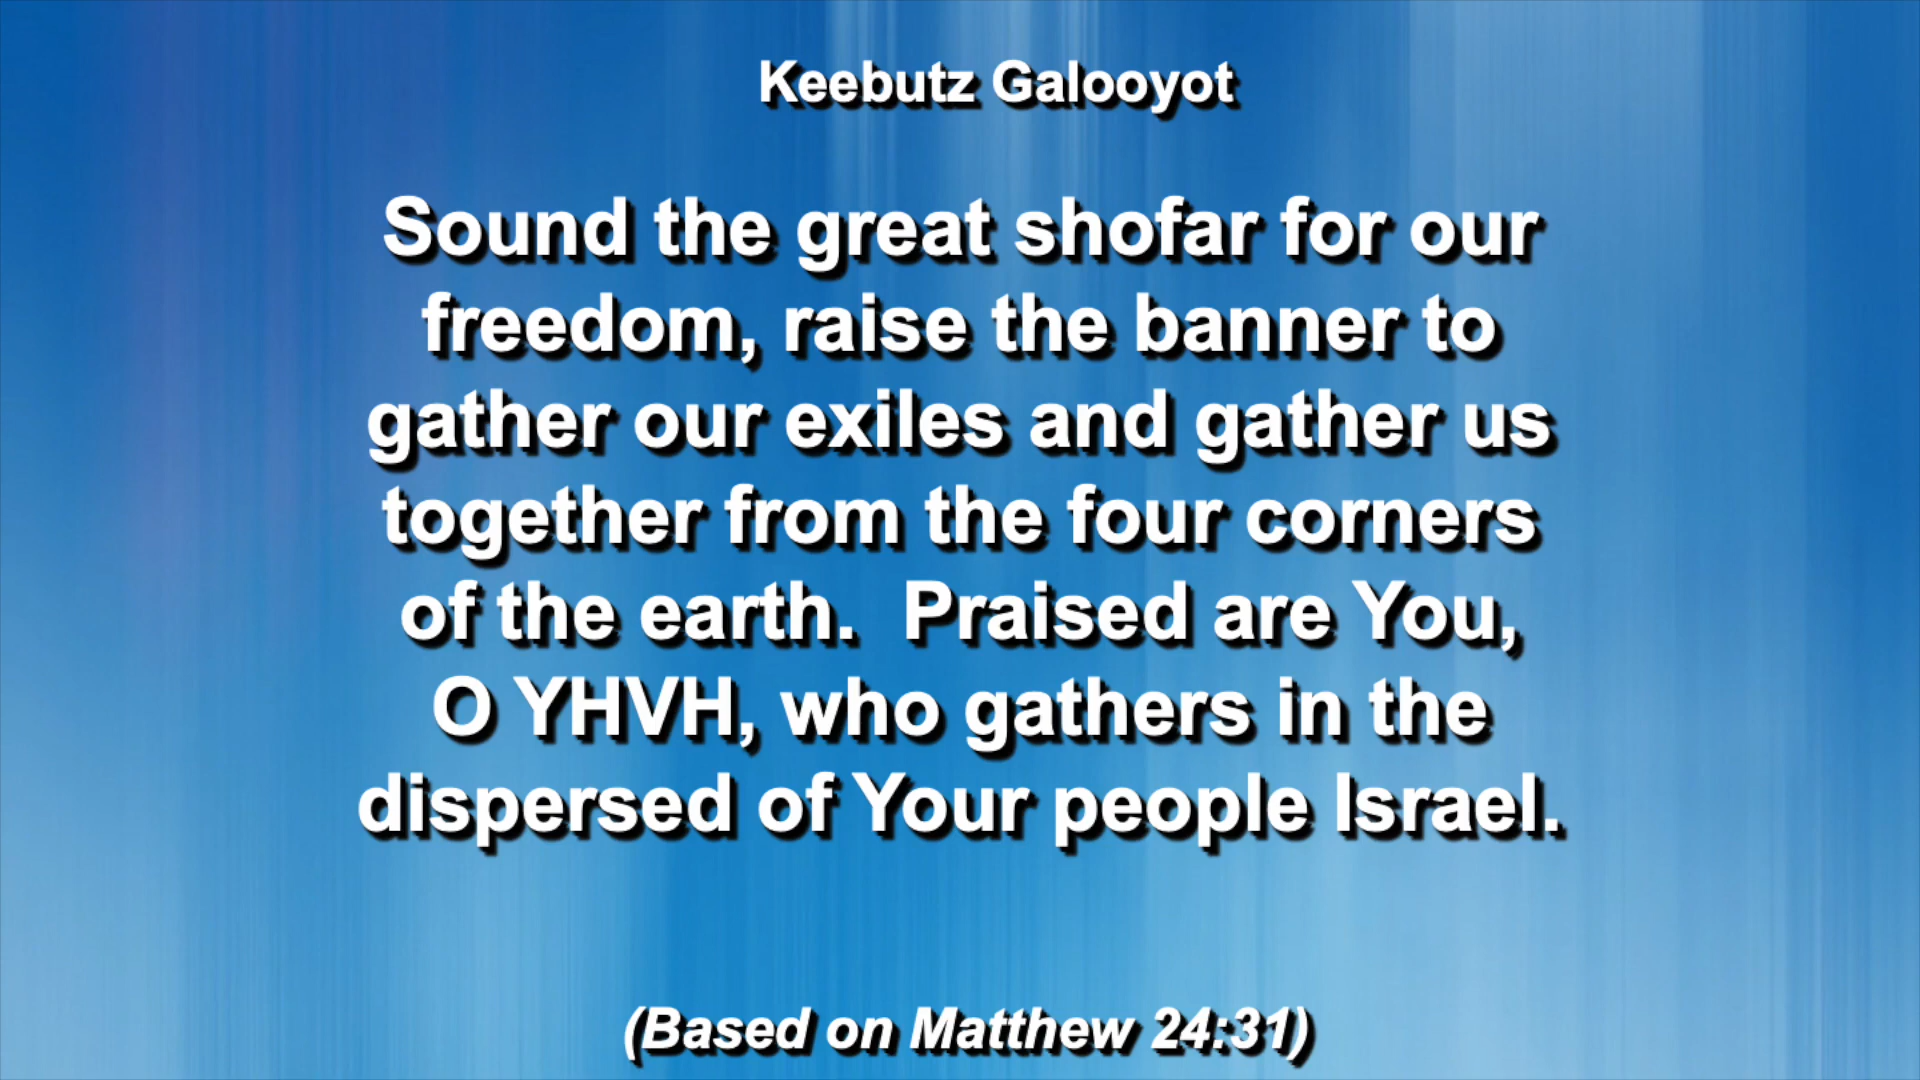 Keebutz Galooyot
Sound the great shofar for our
freedom, raise the banner to
gather our exiles and gather us
together from the four corners
of the earth.  Praised are You,
O YHVH, who gathers in the
dispersed of Your people Israel.
(Based on Matthew 24:31)